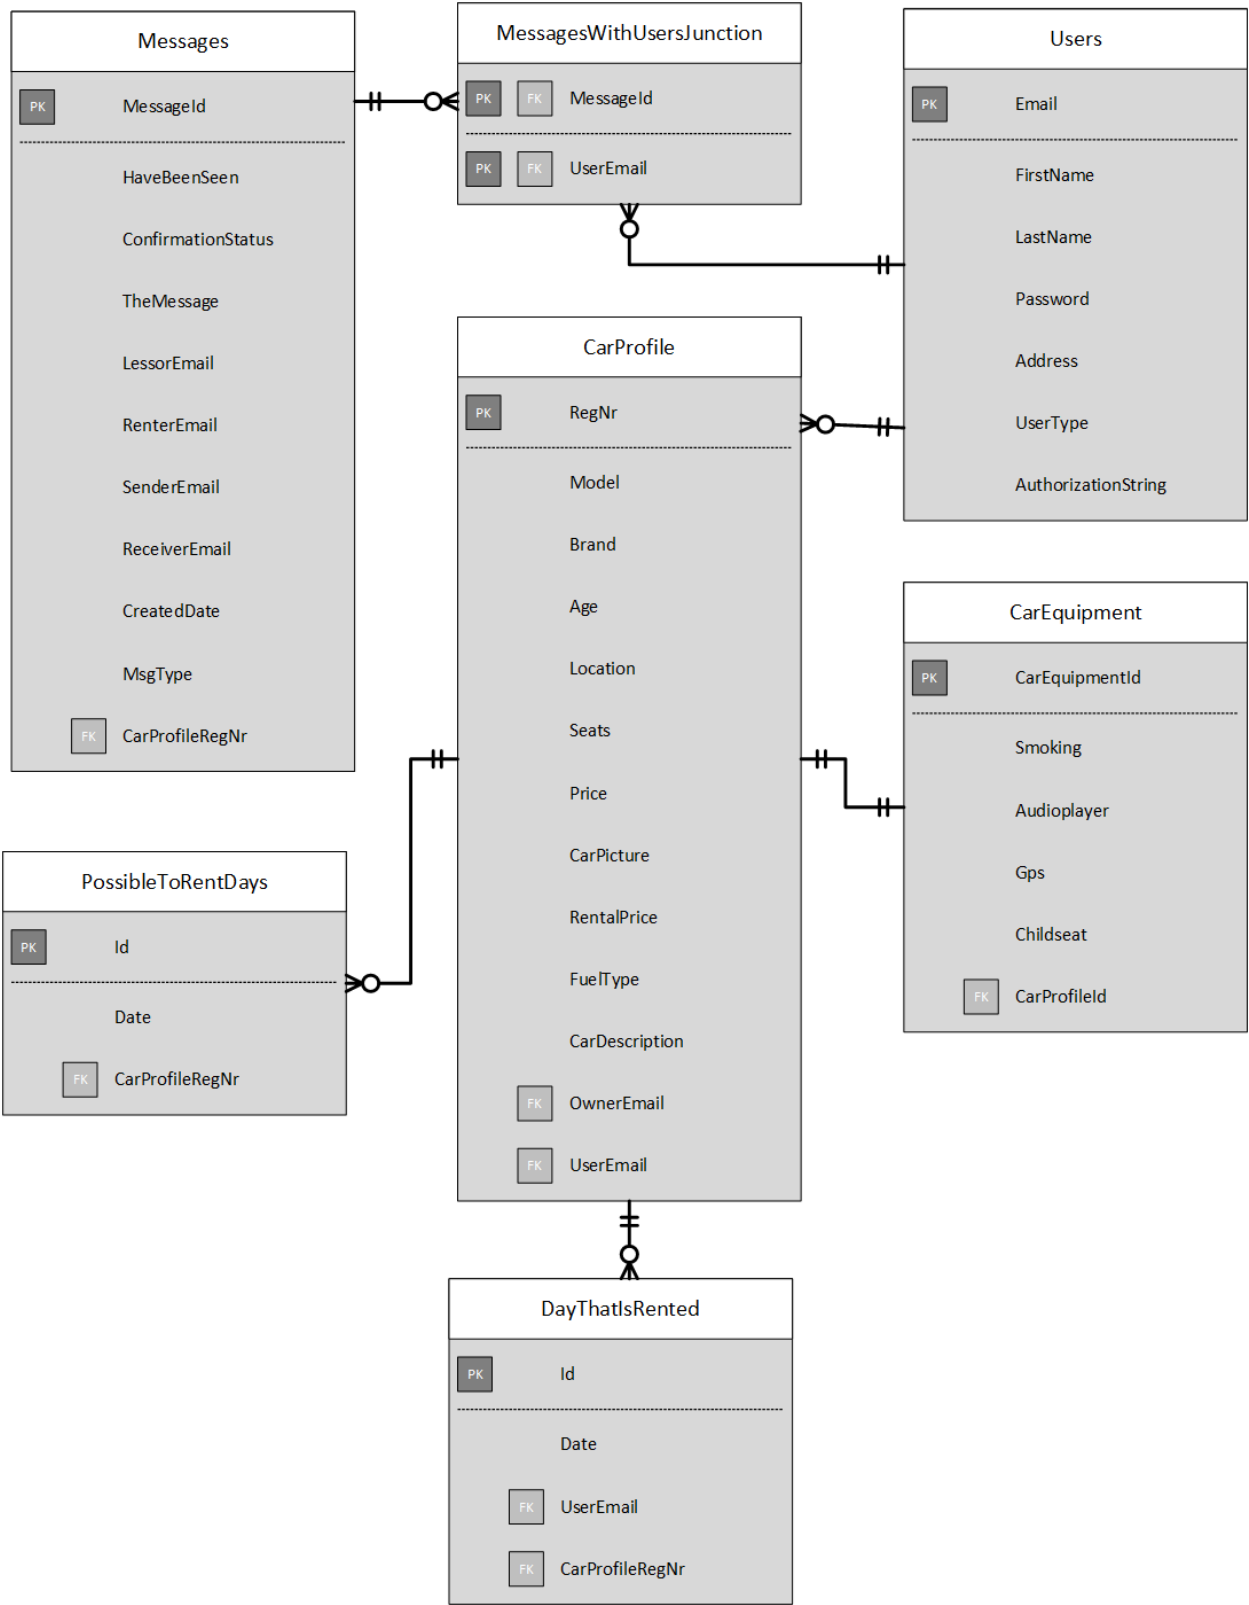 Messages
PK MessageId
HaveBeenSeen
ConfirmationStatus
TheMessage
LessorEmail
RenterEmail
SenderEmail
ReceiverEmail
CreatedDate
MsgType
FK CarProfileRegNr
MessagesWithUsersJunction
PK FK MessageId
PK FK UserEmail
Users
PK Email
FirstName
LastName
Password
Address
UserType
AuthorizationString
CarProfile
PK RegNr
Model
Brand
Age
Location
Seats
Price
CarPicture
RentalPrice
FuelType
CarDescription
FK OwnerEmail
FK UserEmail
CarEquipment
PK CarEquipmentId
Smoking
Audioplayer
Gps
Childseat
FK CarProfileId
PossibleToRentDays
PK Id
Date
FK CarProfileRegNr
DayThatIsRented
PK Id
Date
FK UserEmail
FK CarProfileRegNr